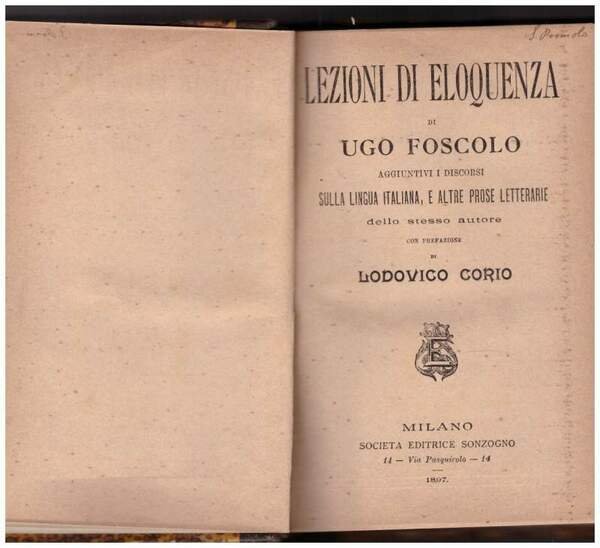 LEZIONI DI ELOQUENZA
DI
UGO FOSCOLO
AGGIUNTIVI I DISCORSI
SULLA LINGUA ITALIANA, E ALTRE PROSE LETTERARIE
dello stesso autore
CON PREFAZIONE
DI
LODOVICO CORIO
MILANO
SOCIETA EDITRICE SONZOGNO
14 — Via Pasquirolo — 14
1897.